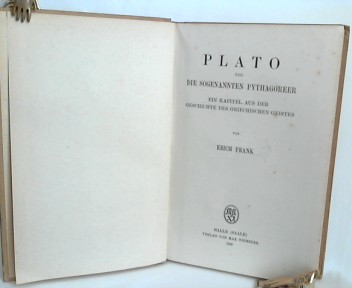 PLATO
UND
DIE SOGENANNTEN PYTHAGOREER
EIN KAPITEL AUS DER
GESCHICHTE DES GRIECHISCHEN GEISTES
VON
ERICH FRANK
HALLE (SAALE)
VERLAG VON MAX NIEMEYER